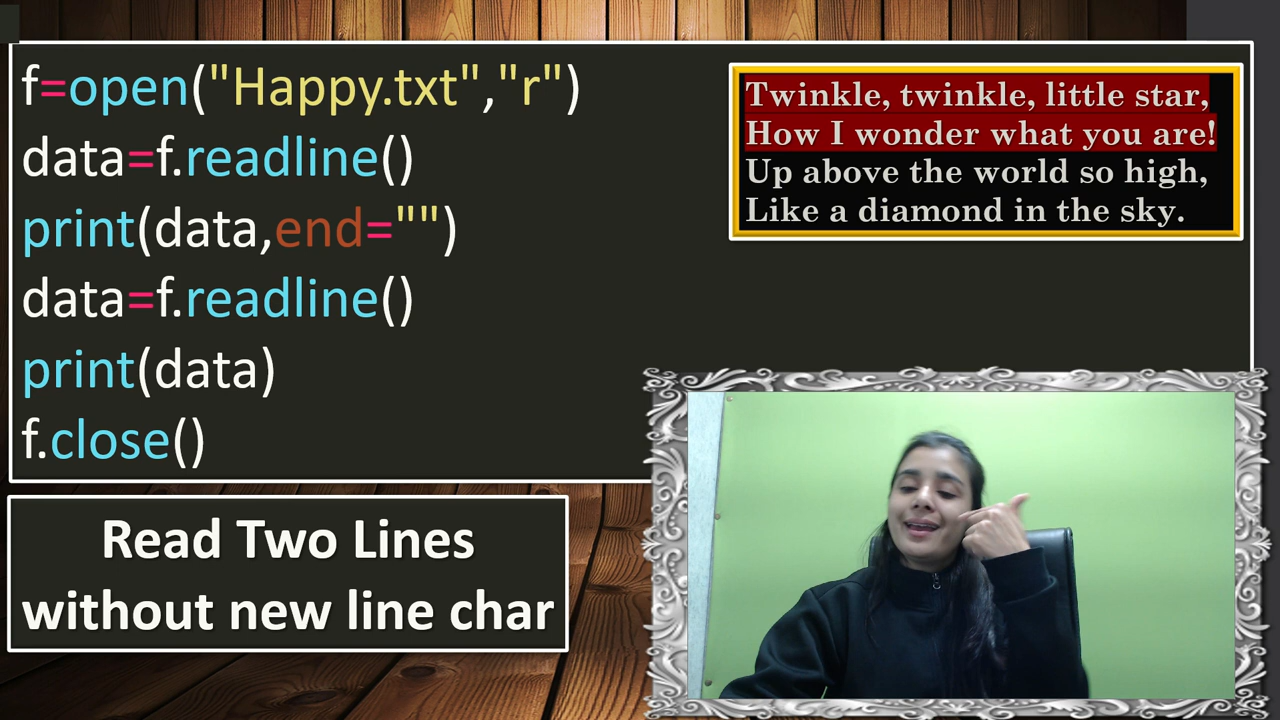 f=open("Happy.txt","r")
data=f.readline()
print(data,end="")
data=f.readline()
print(data)
f.close()
Twinkle, twinkle, little star,
How I wonder what you are!
Up above the world so high,
Like a diamond in the sky.
Read Two Lines
without new line char